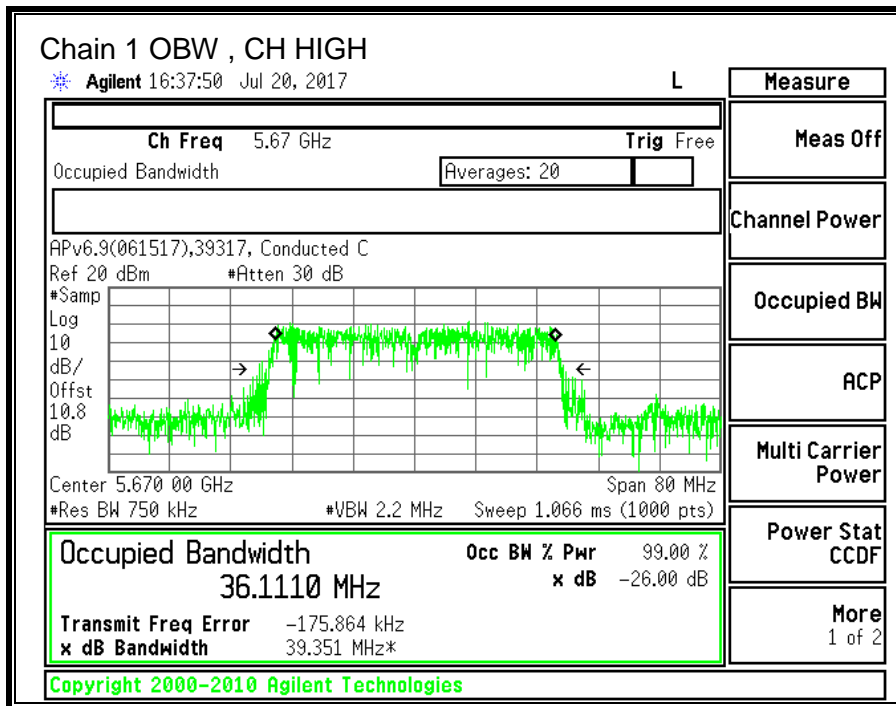 Chain 1 OBW , CH HIGH
Agilent 16:37:50 Jul 20, 2017 L
Measure
Ch Freq 5.67 GHz Trig Free
Meas Off
Occupied Bandwidth Averages: 20
Channel Power
APv6.9(061517),39317, Conducted C
Ref 20 dBm #Atten 30 dB
#Samp
Log
10
dB/
Offst
10.8
dB
Occupied BW
ACP
Multi Carrier
Power
Center 5.670 00 GHz Span 80 MHz
#Res BW 750 kHz #VBW 2.2 MHz Sweep 1.066 ms (1000 pts)
Power Stat
CCDF
Occupied Bandwidth Occ BW % Pwr 99.00 %
36.1110 MHz x dB -26.00 dB
Transmit Freq Error -175.864 kHz
x dB Bandwidth 39.351 MHz*
More
1 of 2
Copyright 2000-2010 Agilent Technologies